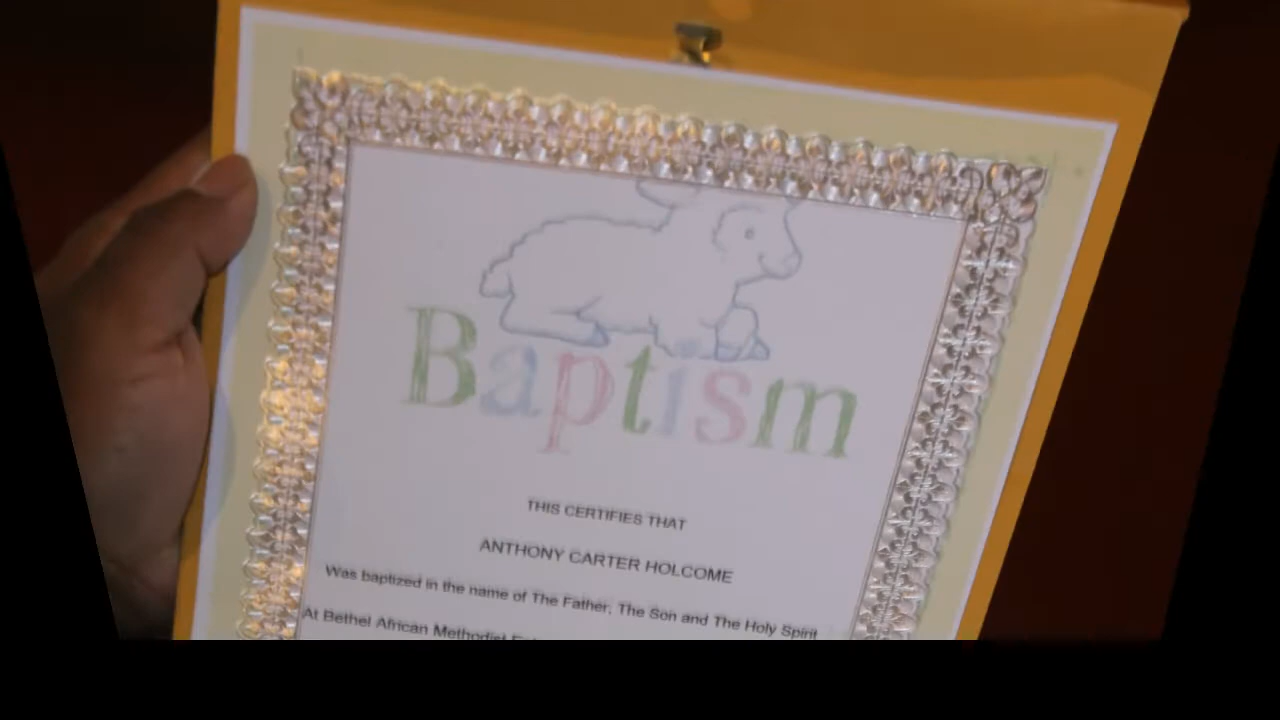 Baptism
THIS CERTIFIES THAT
ANTHONY CARTER HOLCOME
Was baptized in the name of The Father, The Son and The Holy Spirit
At Bethel African Methodist